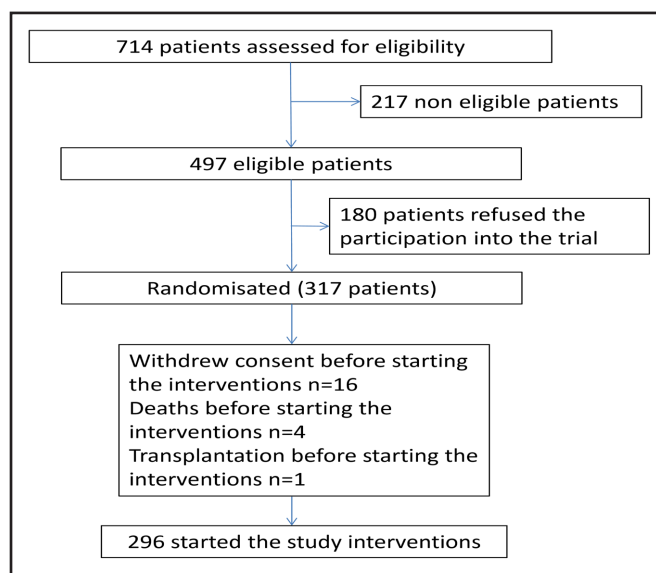 714 patients assessed for eligibility
217 non eligible patients
497 eligible patients
180 patients refused the
participation into the trial
Randomisated (317 patients)
Withdrew consent before starting
the interventions n=16
Deaths before starting the
interventions n=4
Transplantation before starting the
interventions n=1
296 started the study interventions